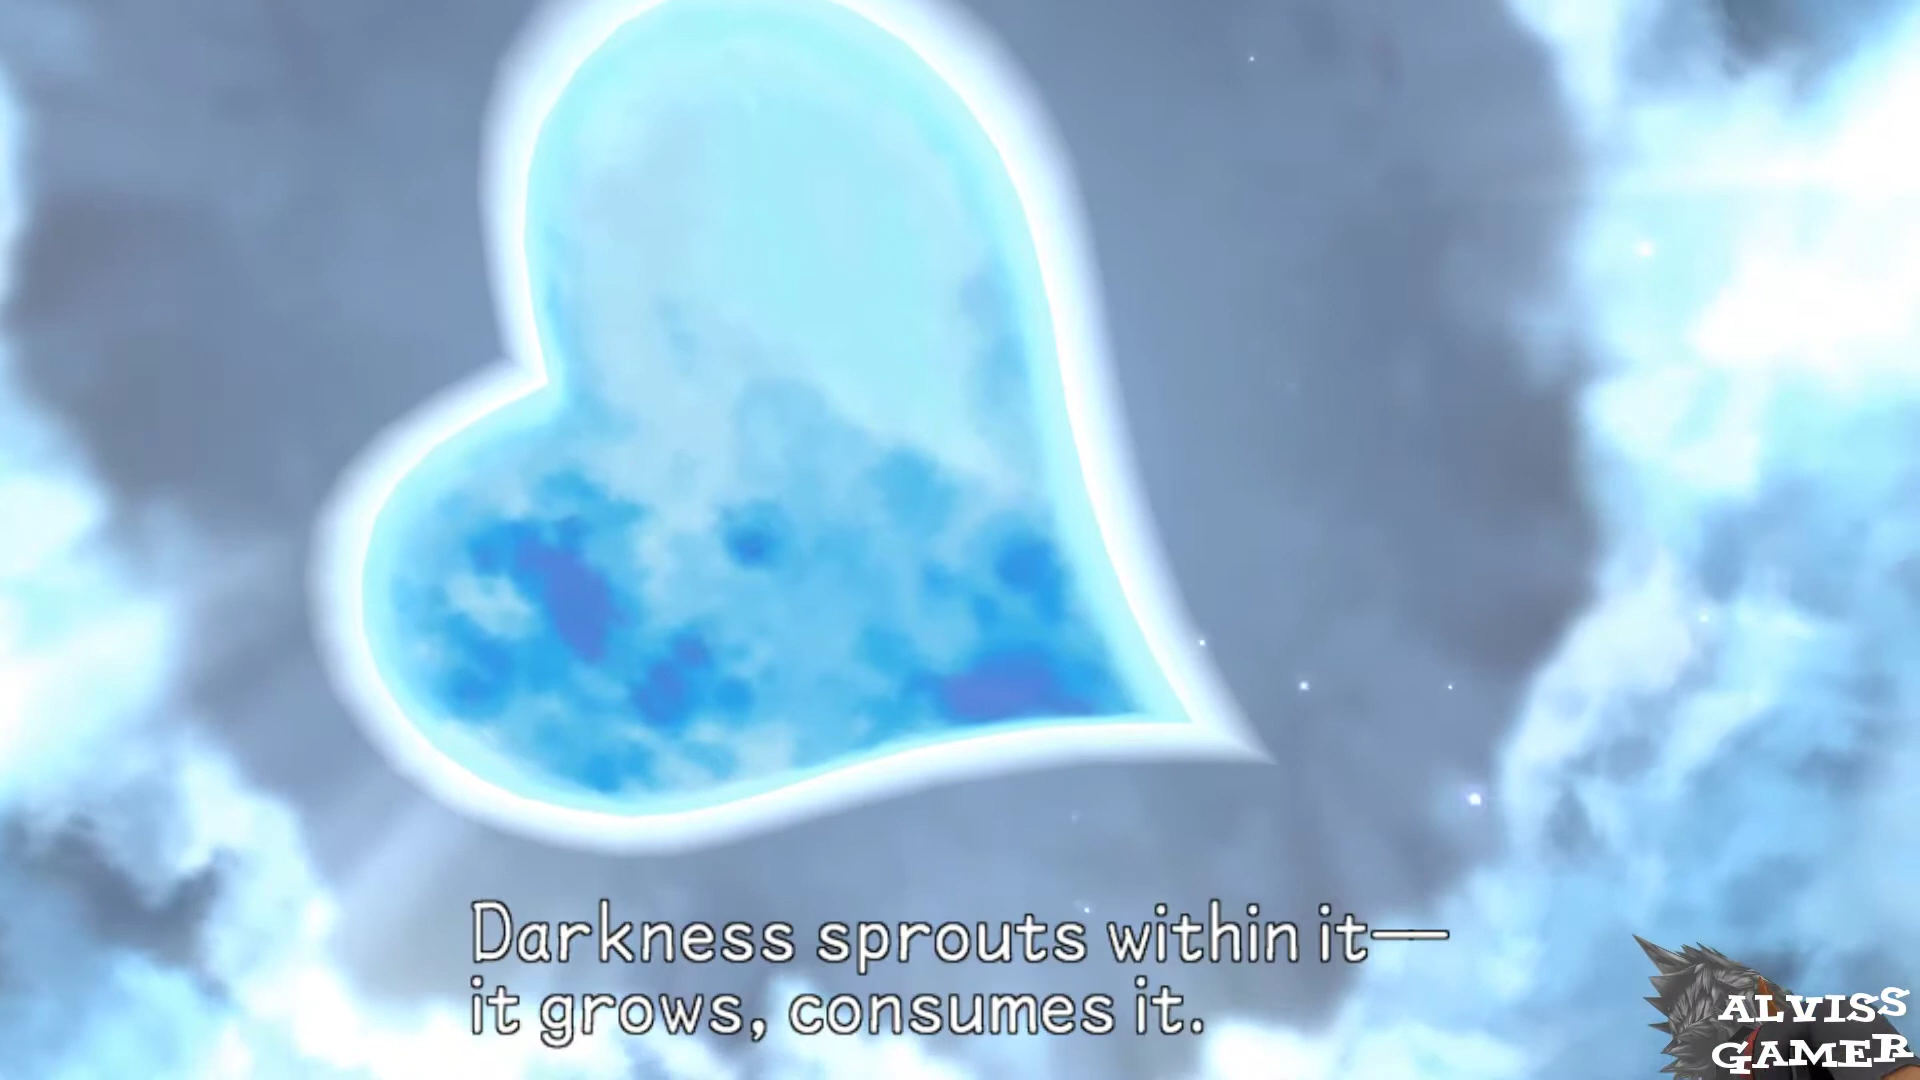 Darkness sprouts within it—
it grows, consumes it.
ALVISS
GAMER